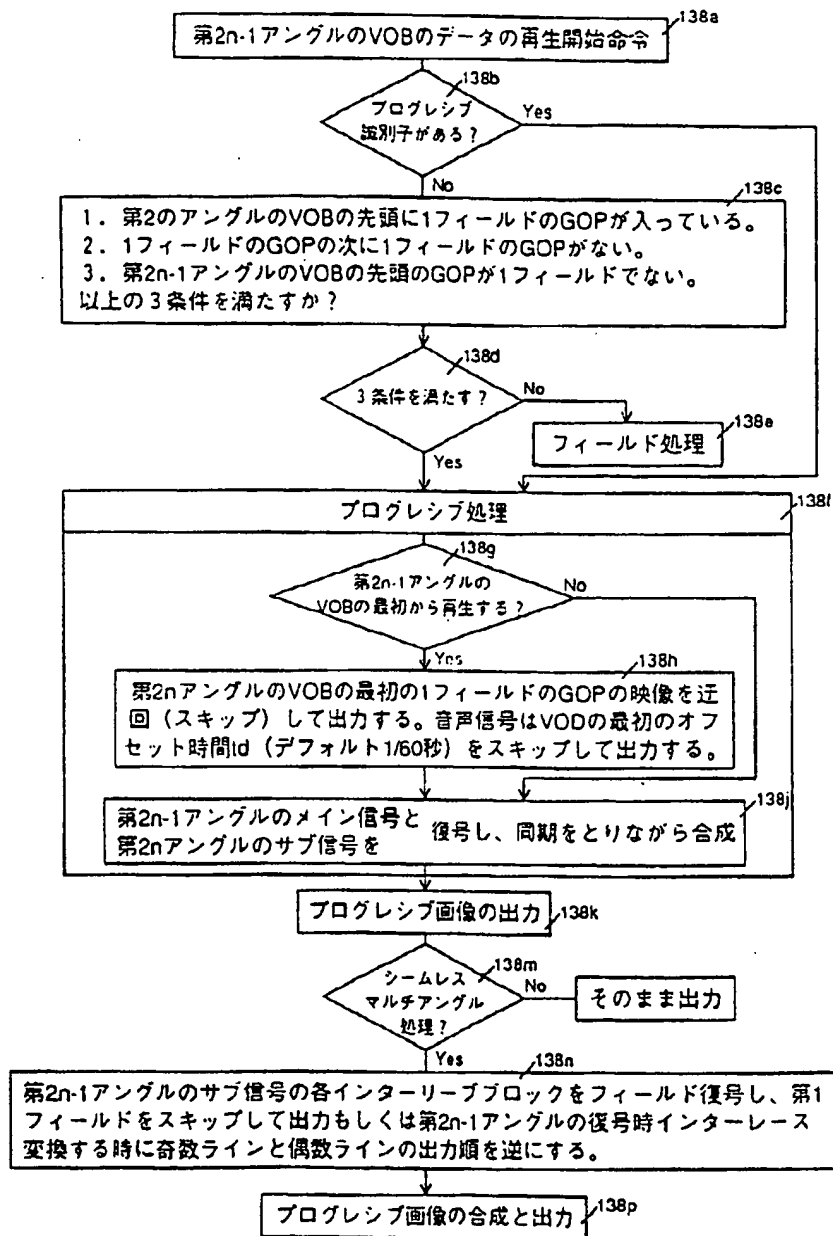 138a
第2n-1アングルのVOBのデータの再生開始命令
138b
プログレシブ
識別子がある？
Yes
No
138c
1．第2のアングルのVOBの先頭に1フィールドのGOPが入っている。
2．1フィールドのGOPの次に1フィールドのGOPがない。
3．第2n-1アングルのVOBの先頭のGOPが1フィールドでない。
以上の3条件を満たすか？
138d
3条件を満たす？
No
138e
フィールド処理
Yes
プログレシブ処理
138f
138g
第2n-1アングルの
VOBの最初から再生する？
No
Yes
138h
第2nアングルのVOBの最初の1フィールドのGOPの映像を迂
回（スキップ）して出力する。音声信号はVODの最初のオフ
セット時間td（デフォルト1/60秒）をスキップして出力する。
138j
第2n-1アングルのメイン信号と
第2nアングルのサブ信号を
復号し、同期をとりながら合成
プログレシブ画像の出力
138k
138m
シームレス
マルチアングル
処理？
No
そのまま出力
Yes
138n
第2n-1アングルのサブ信号の各インターリーブブロックをフィールド復号し、第1
フィールドをスキップして出力もしくは第2n-1アングルの復号時インターレース
変換する時に奇数ラインと偶数ラインの出力順を逆にする。
プログレシブ画像の合成と出力
138p